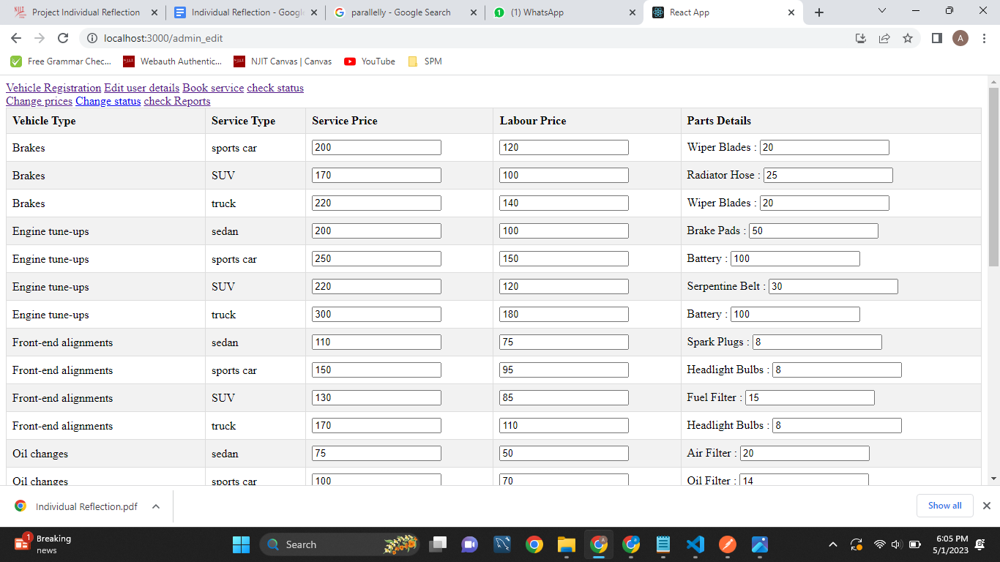 Project Individual Reflection
Individual Reflection - Googl
parallelly - Google Search
(1) WhatsApp
React App
localhost:3000/admin_edit
A
Free Grammar Chec...
Webauth Authentic...
NJIT Canvas | Canvas
YouTube
SPM
Vehicle Registration Edit user details Book service check status
Change prices Change status check Reports
Vehicle Type Service Type Service Price Labour Price Parts Details
Brakes sports car 200 120 Wiper Blades : 20
Brakes SUV 170 100 Radiator Hose : 25
Brakes truck 220 140 Wiper Blades : 20
Engine tune-ups sedan 200 100 Brake Pads : 50
Engine tune-ups sports car 250 150 Battery : 100
Engine tune-ups SUV 220 120 Serpentine Belt : 30
Engine tune-ups truck 300 180 Battery : 100
Front-end alignments sedan 110 75 Spark Plugs : 8
Front-end alignments sports car 150 95 Headlight Bulbs : 8
Front-end alignments SUV 130 85 Fuel Filter : 15
Front-end alignments truck 170 110 Headlight Bulbs : 8
Oil changes sedan 75 50 Air Filter : 20
Oil changes sports car 100 70 Oil Filter : 14
Individual Reflection.pdf
Show all
1
Breaking
news
Search
6:05 PM
5/1/2023